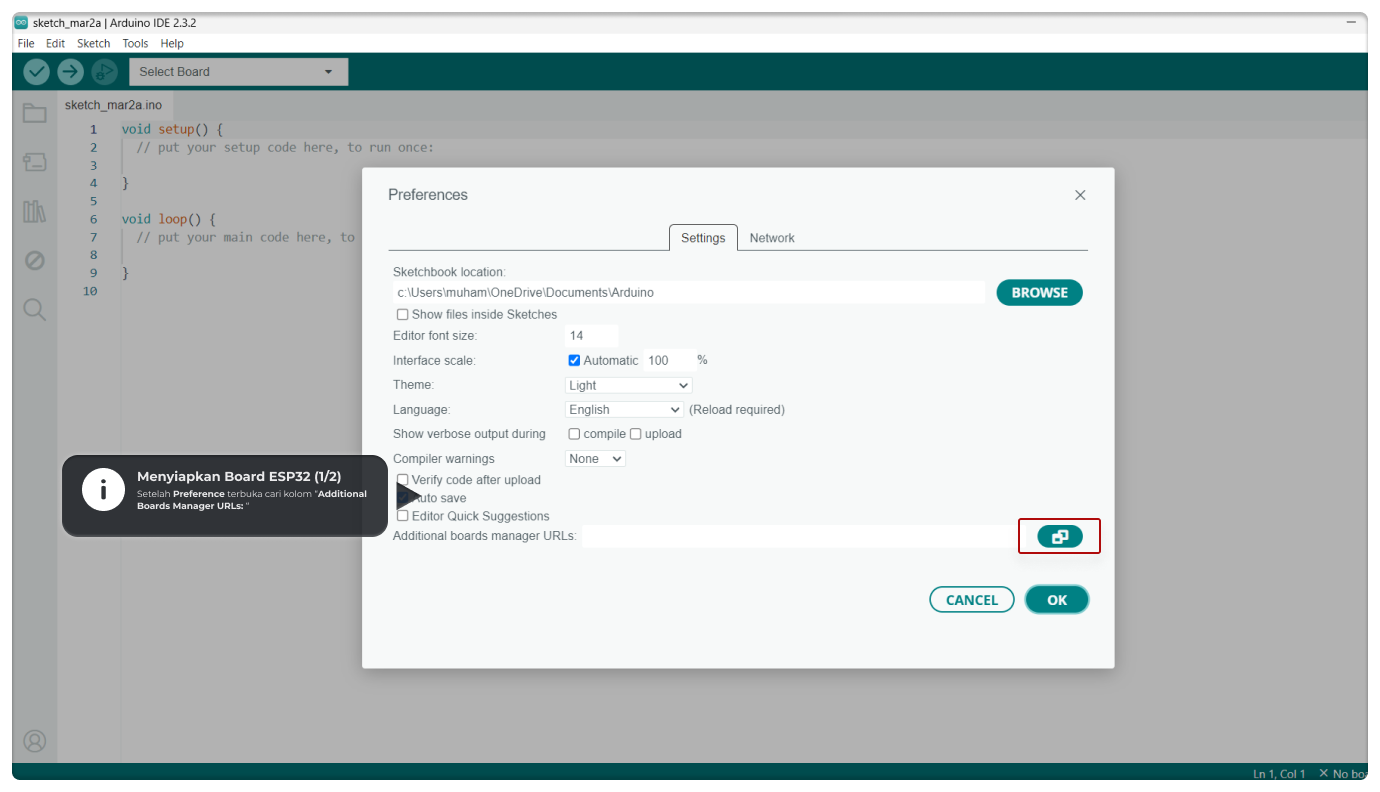 sketch_mar2a | Arduino IDE 2.3.2
File Edit Sketch Tools Help
Select Board
sketch_mar2a.ino
1 void setup() {
2 // put your setup code here, to run once:
3
4 }
5
6 void loop() {
7 // put your main code here, to
8
9 }
10
Preferences
Settings Network
Sketchbook location:
c:\Users\muham\OneDrive\Documents\Arduino
BROWSE
Show files inside Sketches
Editor font size: 14
Interface scale: Automatic 100 %
Theme: Light
Language: English (Reload required)
Show verbose output during compile upload
Compiler warnings None
Verify code after upload
Auto save
Editor Quick Suggestions
Additional boards manager URLs:
CANCEL OK
i
Menyiapkan Board ESP32 (1/2)
Setelah Preference terbuka cari kolom "Additional
Boards Manager URLs: "
Ln 1, Col 1 No boa